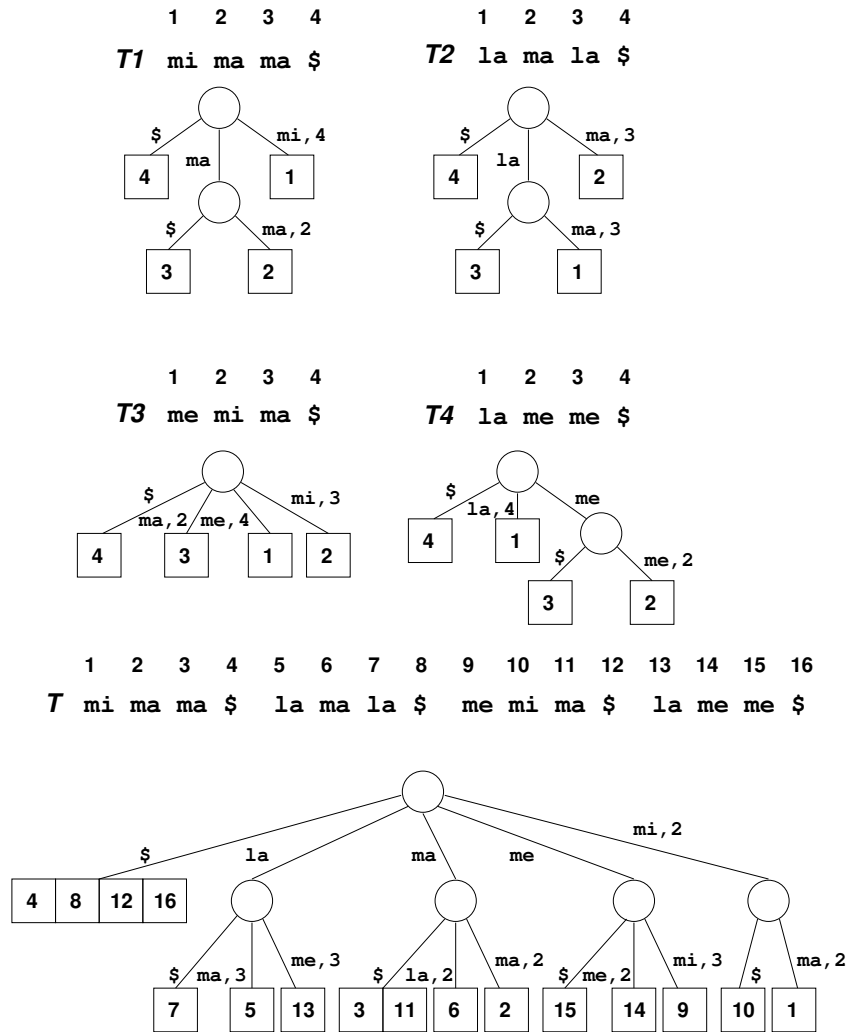 1 2 3 4
T1 mi ma ma $
$ ma mi,4
4 1
$ ma,2
3 2
1 2 3 4
T2 la ma la $
$ la ma,3
4 2
$ ma,3
3 1
1 2 3 4
T3 me mi ma $
$ ma,2 me,4 mi,3
4 3 1 2
1 2 3 4
T4 la me me $
$ la,4 me
4 1
$ me,2
3 2
1 2 3 4 5 6 7 8 9 10 11 12 13 14 15 16
T mi ma ma $ la ma la $ me mi ma $ la me me $
$ la ma me mi,2
4 8 12 16
$ ma,3 me,3 $ la,2 ma,2 $ me,2 mi,3 $ ma,2
7 5 13 3 11 6 2 15 14 9 10 1